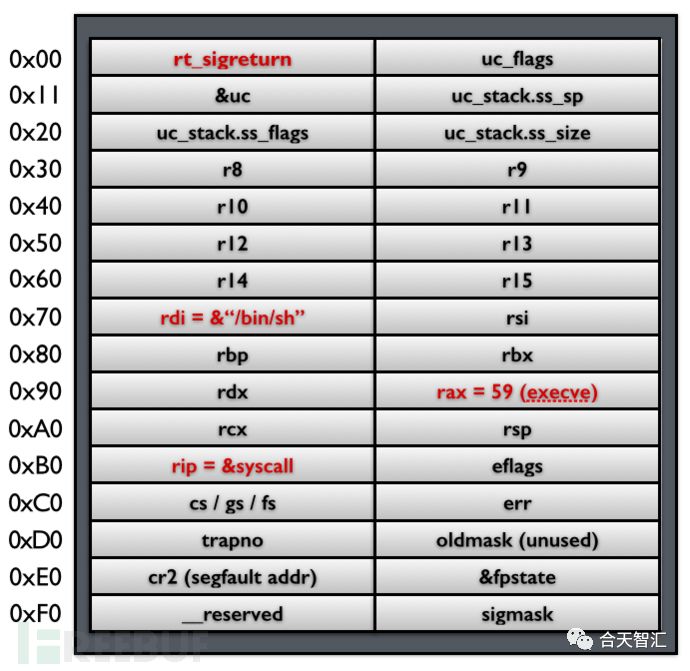 0x00 rt_sigreturn uc_flags
0x11 &uc uc_stack.ss_sp
0x20 uc_stack.ss_flags uc_stack.ss_size
0x30 r8 r9
0x40 r10 r11
0x50 r12 r13
0x60 r14 r15
0x70 rdi = &“/bin/sh” rsi
0x80 rbp rbx
0x90 rdx rax = 59 (execve)
0xA0 rcx rsp
0xB0 rip = &syscall eflags
0xC0 cs / gs / fs err
0xD0 trapno oldmask (unused)
0xE0 cr2 (segfault addr) &fpstate
0xF0 __reserved sigmask
FREEBUF
合天智汇